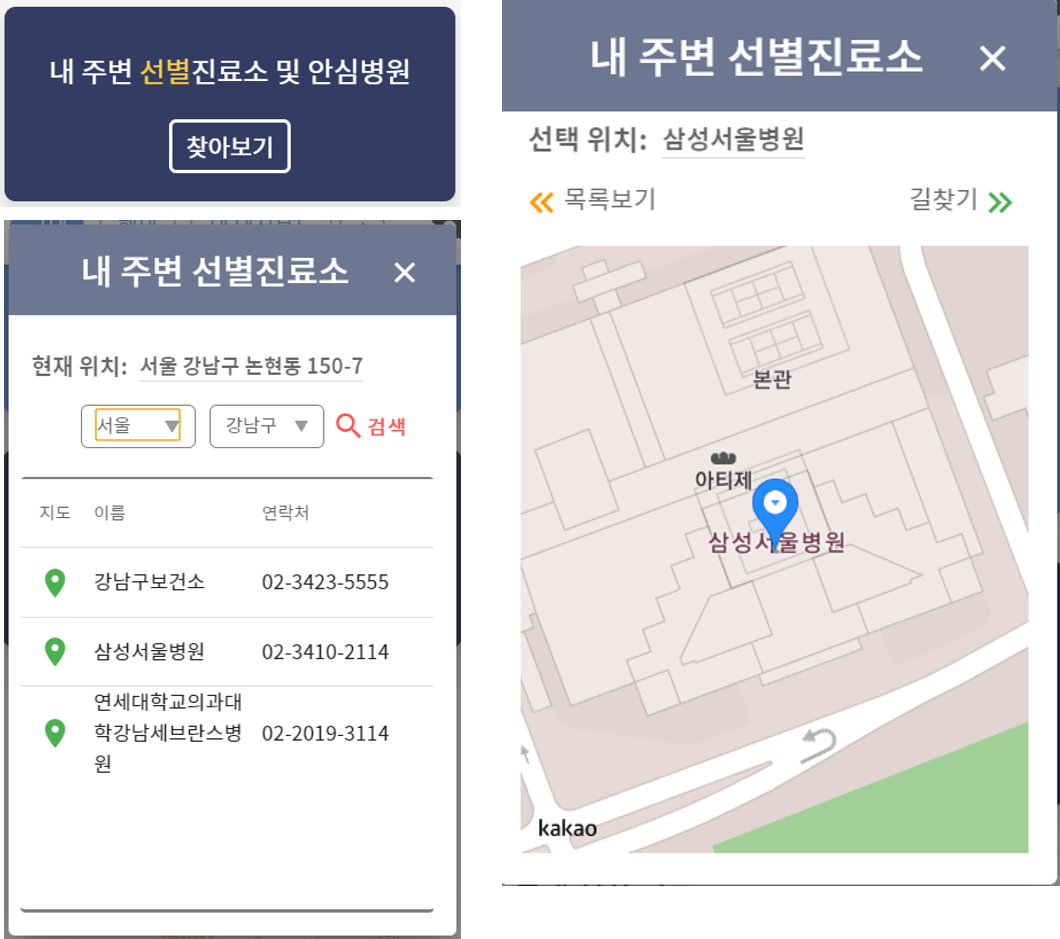 내 주변 선별진료소 및 안심병원
찾아보기
내 주변 선별진료소 ×
현재 위치: 서울 강남구 논현동 150-7
서울 ▼ 강남구 ▼ 검색
지도 이름 연락처
강남구보건소 02-3423-5555
삼성서울병원 02-3410-2114
연세대학교의과대
학강남세브란스병 02-2019-3114
원
내 주변 선별진료소 ×
선택 위치: 삼성서울병원
목록보기 길찾기
본관
아티제
삼성서울병원
kakao